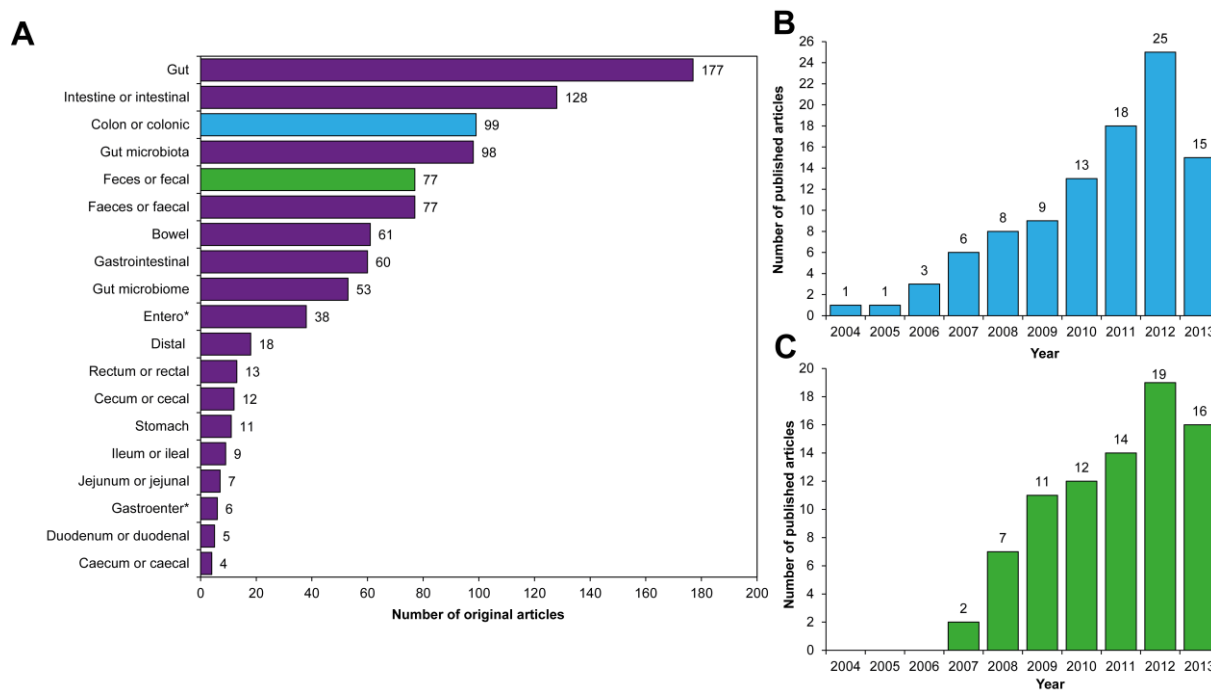 A
Gut
177
Intestine or intestinal
128
Colon or colonic
99
Gut microbiota
98
Feces or fecal
77
Faeces or faecal
77
Bowel
61
Gastrointestinal
60
Gut microbiome
53
Entero*
38
Distal
18
Rectum or rectal
13
Cecum or cecal
12
Stomach
11
Ileum or ileal
9
Jejunum or jejunal
7
Gastroenter*
6
Duodenum or duodenal
5
Caecum or caecal
4
0 20 40 60 80 100 120 140 160 180 200
Number of original articles
B
Number of published articles
26
24
22
20
18
16
14
12
10
8
6
4
2
0
1 1 3 6 8 9 13 18 25 15
2004 2005 2006 2007 2008 2009 2010 2011 2012 2013
Year
C
Number of published articles
20
18
16
14
12
10
8
6
4
2
0
2 7 11 12 14 19 16
2004 2005 2006 2007 2008 2009 2010 2011 2012 2013
Year